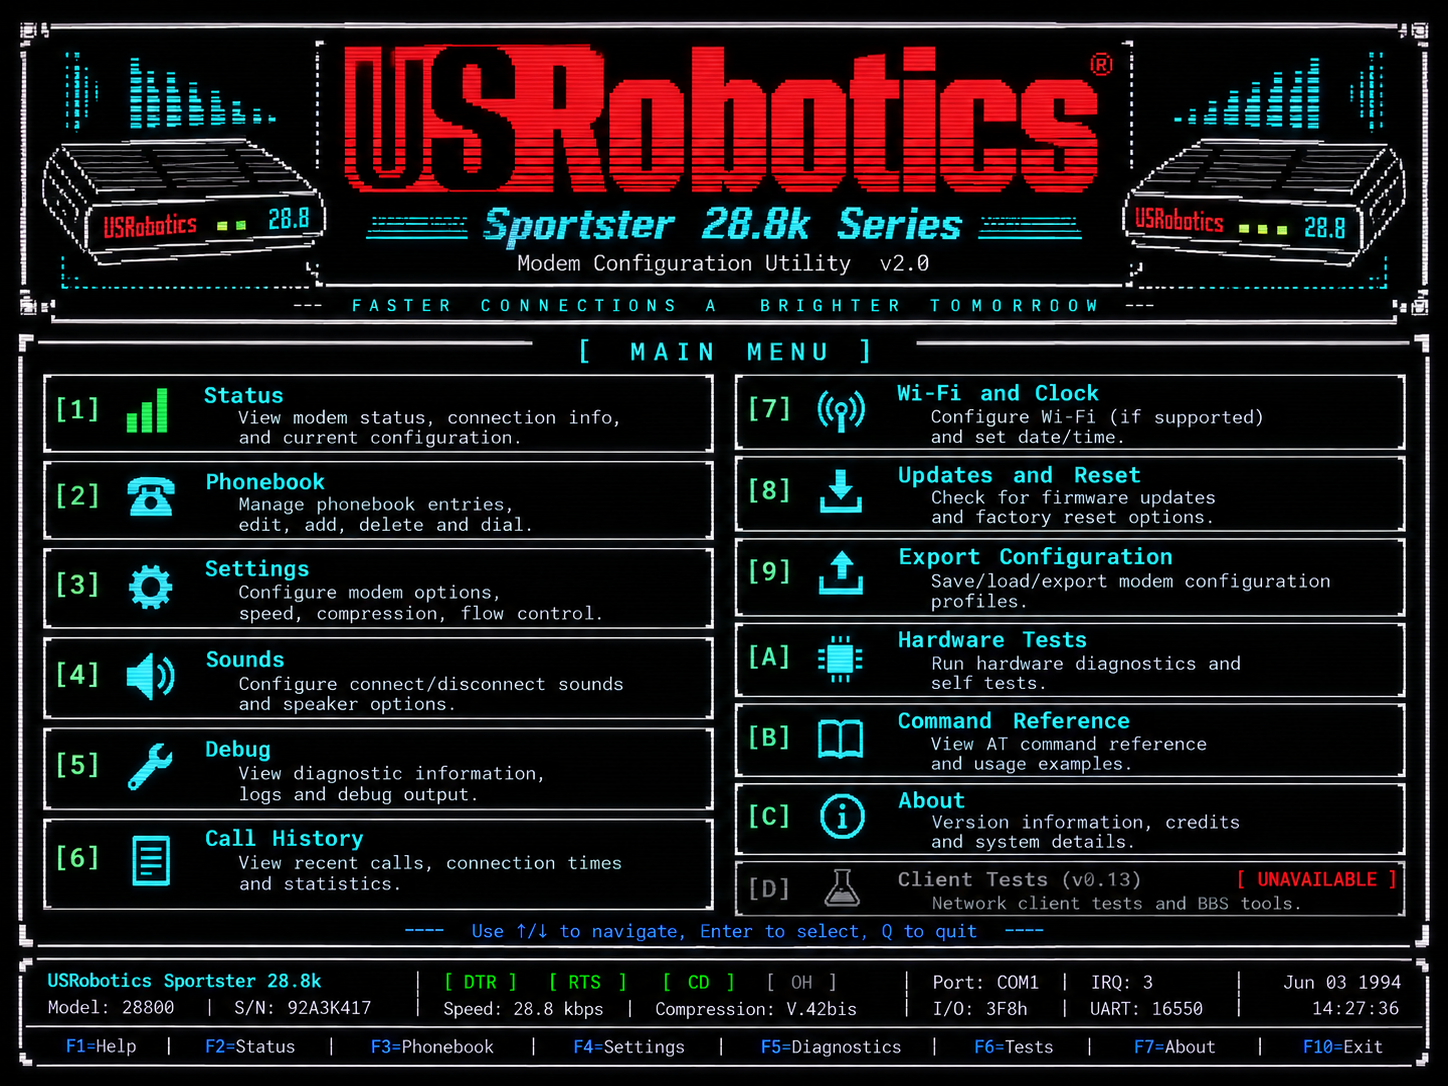 USRobotics®
USRobotics 28.8
USRobotics 28.8
Sportster 28.8k Series
Modem Configuration Utility v2.0
--- FASTER CONNECTIONS A BRIGHTER TOMORRDOW ---
[ MAIN MENU ]
[1] Status
View modem status, connection info,
and current configuration.
[2] Phonebook
Manage phonebook entries,
edit, add, delete and dial.
[3] Settings
Configure modem options,
speed, compression, flow control.
[4] Sounds
Configure connect/disconnect sounds
and speaker options.
[5] Debug
View diagnostic information,
logs and debug output.
[6] Call History
View recent calls, connection times
and statistics.
[7] Wi-Fi and Clock
Configure Wi-Fi (if supported)
and set date/time.
[8] Updates and Reset
Check for firmware updates
and factory reset options.
[9] Export Configuration
Save/load/export modem configuration
profiles.
[A] Hardware Tests
Run hardware diagnostics and
self tests.
[B] Command Reference
View AT command reference
and usage examples.
[C] About
Version information, credits
and system details.
[D] Client Tests (v0.13) [ UNAVAILABLE ]
Network client tests and BBS tools.
---- Use ↑/↓ to navigate, Enter to select, Q to quit ----
USRobotics Sportster 28.8k | [ DTR ] [ RTS ] [ CD ] [ OH ] | Port: COM1 | IRQ: 3 | Jun 03 1994
Model: 28800 | S/N: 92A3K417 | Speed: 28.8 kbps | Compression: V.42bis | I/O: 3F8h | UART: 16550 | 14:27:36
F1=Help | F2=Status | F3=Phonebook | F4=Settings | F5=Diagnostics | F6=Tests | F7=About | F10=Exit